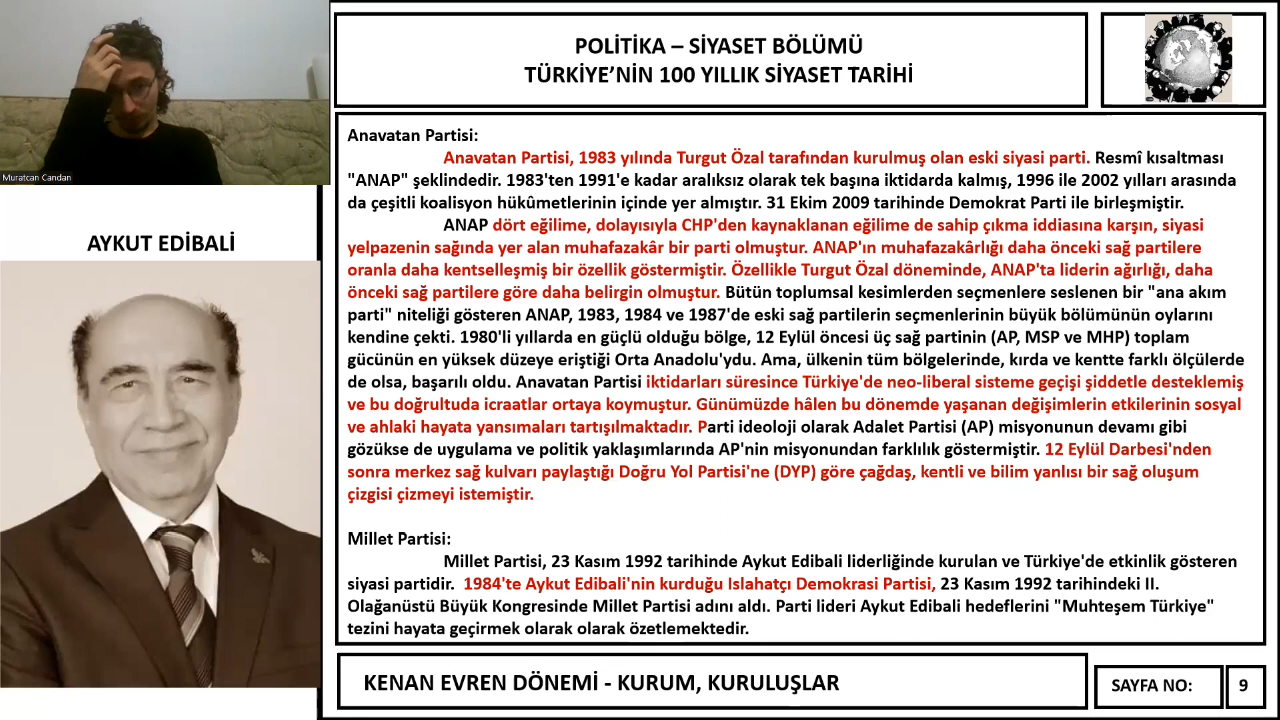 Muratcan Candan
AYKUT EDİBALİ
POLİTİKA – SİYASET BÖLÜMÜ
TÜRKİYE’NİN 100 YILLIK SİYASET TARİHİ
Anavatan Partisi:
Anavatan Partisi, 1983 yılında Turgut Özal tarafından kurulmuş olan eski siyasi parti. Resmî kısaltması
"ANAP" şeklindedir. 1983'ten 1991'e kadar aralıksız olarak tek başına iktidarda kalmış, 1996 ile 2002 yılları arasında
da çeşitli koalisyon hükûmetlerinin içinde yer almıştır. 31 Ekim 2009 tarihinde Demokrat Parti ile birleşmiştir.
ANAP dört eğilime, dolayısıyla CHP'den kaynaklanan eğilime de sahip çıkma iddiasına karşın, siyasi
yelpazenin sağında yer alan muhafazakâr bir parti olmuştur. ANAP'ın muhafazakârlığı daha önceki sağ partilere
oranla daha kentselleşmiş bir özellik göstermiştir. Özellikle Turgut Özal döneminde, ANAP'ta liderin ağırlığı, daha
önceki sağ partilere göre daha belirgin olmuştur. Bütün toplumsal kesimlerden seçmenlere seslenen bir "ana akım
parti" niteliği gösteren ANAP, 1983, 1984 ve 1987'de eski sağ partilerin seçmenlerinin büyük bölümünün oylarını
kendine çekti. 1980'li yıllarda en güçlü olduğu bölge, 12 Eylül öncesi üç sağ partinin (AP, MSP ve MHP) toplam
gücünün en yüksek düzeye eriştiği Orta Anadolu'ydu. Ama, ülkenin tüm bölgelerinde, kırda ve kentte farklı ölçülerde
de olsa, başarılı oldu. Anavatan Partisi iktidarları süresince Türkiye'de neo-liberal sisteme geçişi şiddetle desteklemiş
ve bu doğrultuda icraatlar ortaya koymuştur. Günümüzde hâlen bu dönemde yaşanan değişimlerin etkilerinin sosyal
ve ahlaki hayata yansımaları tartışılmaktadır. Parti ideoloji olarak Adalet Partisi (AP) misyonunun devamı gibi
gözükse de uygulama ve politik yaklaşımlarında AP'nin misyonundan farklılık göstermiştir. 12 Eylül Darbesi'nden
sonra merkez sağ kulvarı paylaştığı Doğru Yol Partisi'ne (DYP) göre çağdaş, kentli ve bilim yanlısı bir sağ oluşum
çizgisi çizmeyi istemiştir.
Millet Partisi:
Millet Partisi, 23 Kasım 1992 tarihinde Aykut Edibali liderliğinde kurulan ve Türkiye'de etkinlik gösteren
siyasi partidir. 1984'te Aykut Edibali'nin kurduğu Islahatçı Demokrasi Partisi, 23 Kasım 1992 tarihindeki II.
Olağanüstü Büyük Kongresinde Millet Partisi adını aldı. Parti lideri Aykut Edibali hedeflerini "Muhteşem Türkiye"
tezini hayata geçirmek olarak olarak özetlemektedir.
KENAN EVREN DÖNEMİ - KURUM, KURULUŞLAR
SAYFA NO:
9